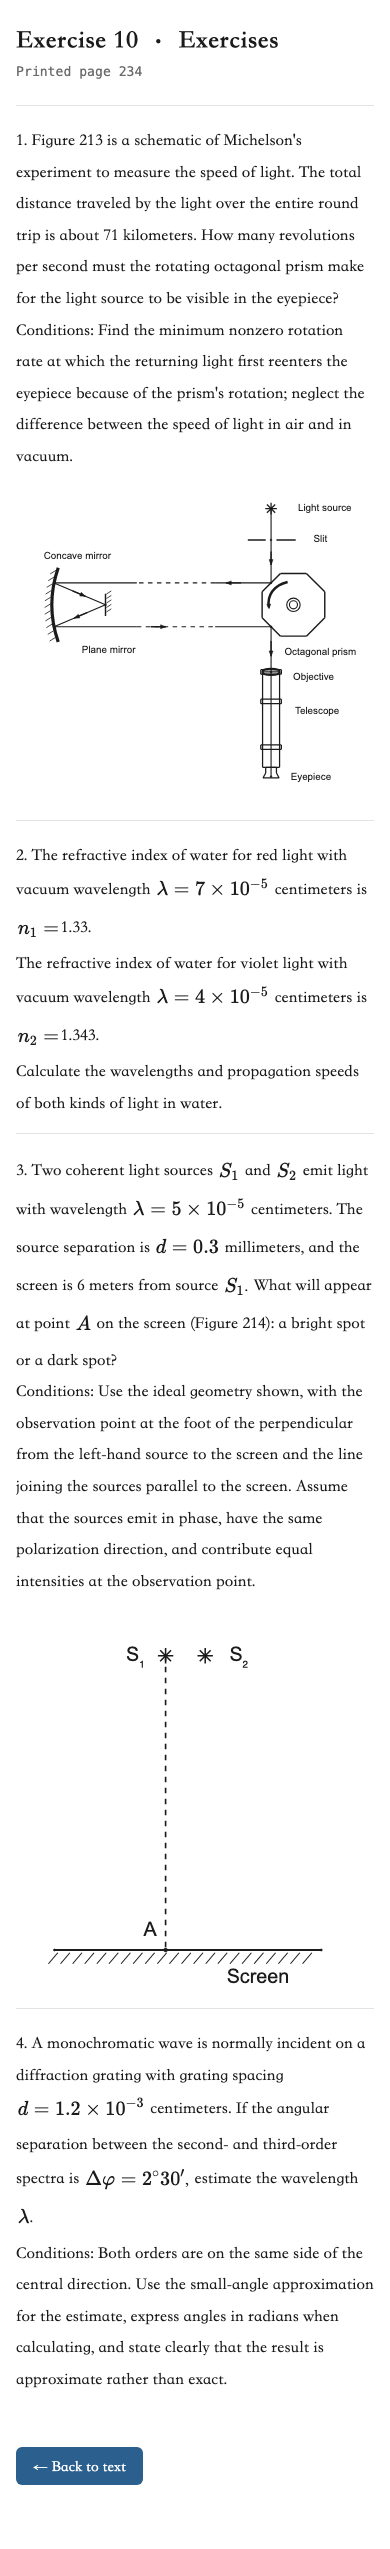 Exercise 10 · Exercises
Printed page 234
1. Figure 213 is a schematic of Michelson's
experiment to measure the speed of light. The total
distance traveled by the light over the entire round
trip is about 71 kilometers. How many revolutions
per second must the rotating octagonal prism make
for the light source to be visible in the eyepiece?
Conditions: Find the minimum nonzero rotation
rate at which the returning light first reenters the
eyepiece because of the prism's rotation; neglect the
difference between the speed of light in air and in
vacuum.
Light source
Slit
Concave mirror
Plane mirror
Octagonal prism
Objective
Telescope
Eyepiece
2. The refractive index of water for red light with
vacuum wavelength λ = 7 × 10⁻⁵ centimeters is
n₁ =1.33.
The refractive index of water for violet light with
vacuum wavelength λ = 4 × 10⁻⁵ centimeters is
n₂ =1.343.
Calculate the wavelengths and propagation speeds
of both kinds of light in water.
3. Two coherent light sources S₁ and S₂ emit light
with wavelength λ = 5 × 10⁻⁵ centimeters. The
source separation is d = 0.3 millimeters, and the
screen is 6 meters from source S₁. What will appear
at point A on the screen (Figure 214): a bright spot
or a dark spot?
Conditions: Use the ideal geometry shown, with the
observation point at the foot of the perpendicular
from the left-hand source to the screen and the line
joining the sources parallel to the screen. Assume
that the sources emit in phase, have the same
polarization direction, and contribute equal
intensities at the observation point.
S₁ S₂
A
Screen
4. A monochromatic wave is normally incident on a
diffraction grating with grating spacing
d = 1.2 × 10⁻³ centimeters. If the angular
separation between the second- and third-order
spectra is Δφ = 2°30′, estimate the wavelength
λ.
Conditions: Both orders are on the same side of the
central direction. Use the small-angle approximation
for the estimate, express angles in radians when
calculating, and state clearly that the result is
approximate rather than exact.
← Back to text